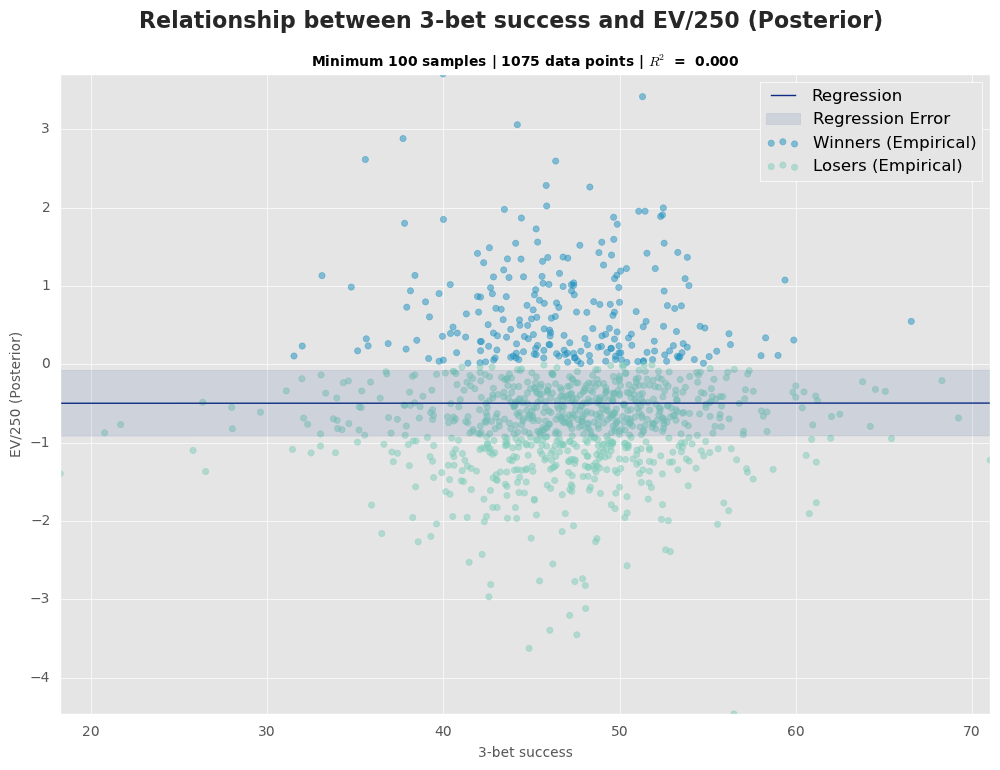 Relationship between 3-bet success and EV/250 (Posterior)
Minimum 100 samples | 1075 data points | R² = 0.000
Regression
Regression Error
Winners (Empirical)
Losers (Empirical)
3
2
1
0
−1
−2
−3
−4
EV/250 (Posterior)
20 30 40 50 60 70
3-bet success